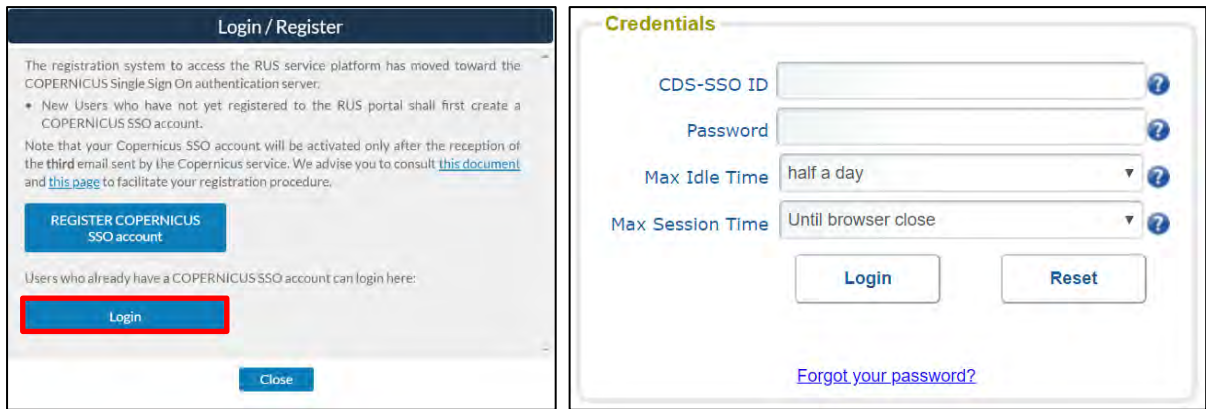 Login / Register
The registration system to access the RUS service platform has moved toward the
COPERNICUS Single Sign On authentication server.
• New Users who have not yet registered to the RUS portal shall first create a
COPERNICUS SSO account.
Note that your Copernicus SSO account will be activated only after the reception of
the third email sent by the Copernicus service. We advise you to consult this document
and this page to facilitate your registration procedure.
REGISTER COPERNICUS
SSO account
Users who already have a COPERNICUS SSO account can login here:
Login
Close
Credentials
CDS-SSO ID
Password
Max Idle Time half a day
Max Session Time Until browser close
Login Reset
Forgot your password?